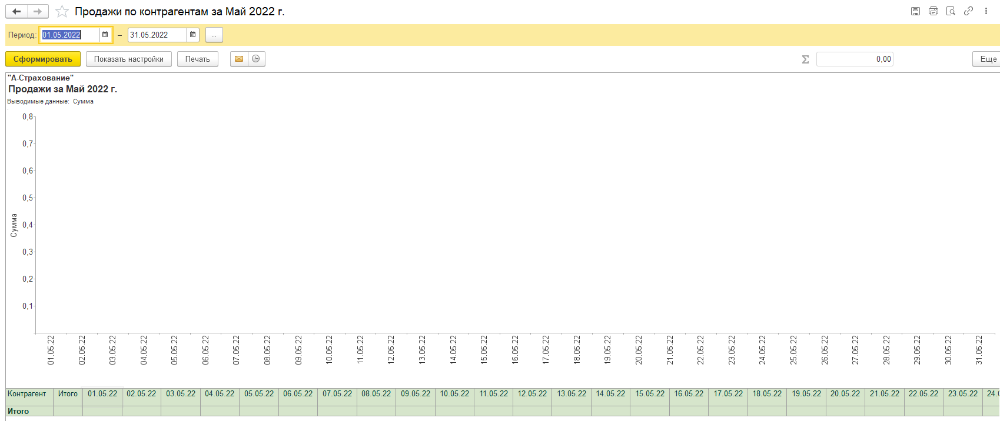 Продажи по контрагентам за Май 2022 г.
Период: 01.05.2022 – 31.05.2022 ...
Сформировать Показать настройки Печать Σ 0,00 Еще
"А-Страхование"
Продажи за Май 2022 г.
Выводимые данные: Сумма
0,8
0,7
0,6
0,5
0,4
0,3
0,2
0,1
Сумма
01.05.22 02.05.22 03.05.22 04.05.22 05.05.22 06.05.22 07.05.22 08.05.22 09.05.22 10.05.22 11.05.22 12.05.22 13.05.22 14.05.22 15.05.22 16.05.22 17.05.22 18.05.22 19.05.22 20.05.22 21.05.22 22.05.22 23.05.22 24.05.22 25.05.22 26.05.22 27.05.22 28.05.22 29.05.22 30.05.22 31.05.22
Контрагент Итого 01.05.22 02.05.22 03.05.22 04.05.22 05.05.22 06.05.22 07.05.22 08.05.22 09.05.22 10.05.22 11.05.22 12.05.22 13.05.22 14.05.22 15.05.22 16.05.22 17.05.22 18.05.22 19.05.22 20.05.22 21.05.22 22.05.22 23.05.22
Итого